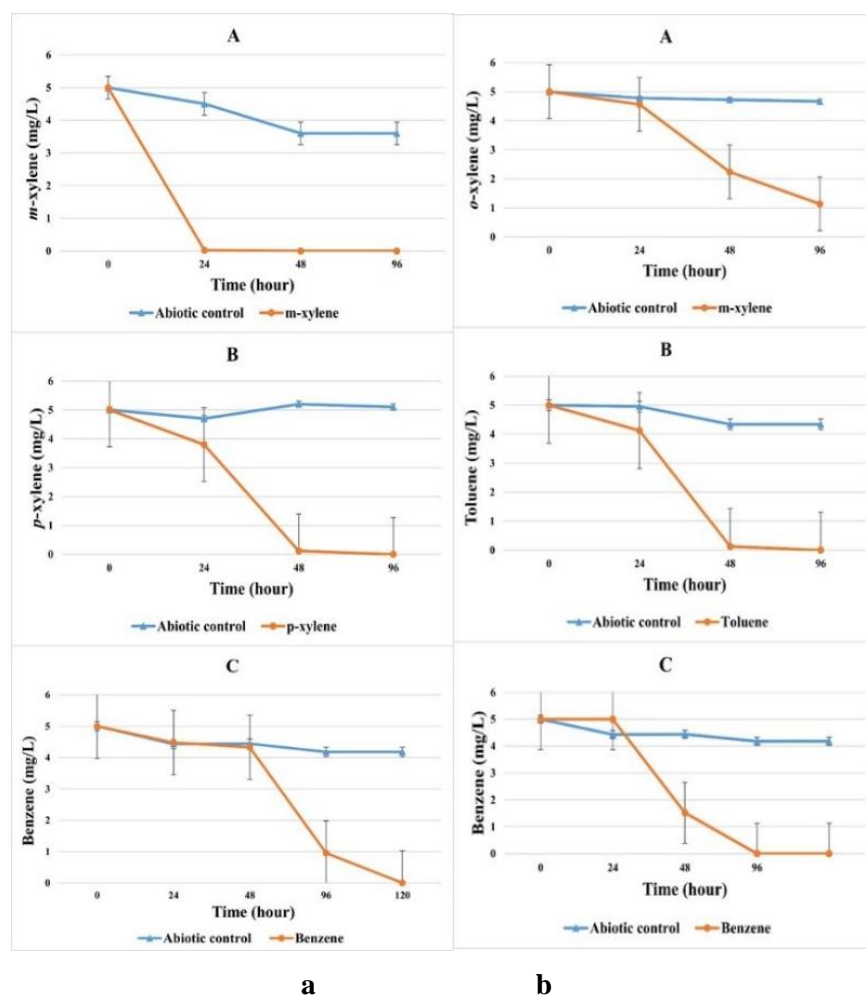 A
6
5
4
3
2
1
0
m-xylene (mg/L)
0 24 48 96
Time (hour)
Abiotic control m-xylene
B
6
5
4
3
2
1
0
p-xylene (mg/L)
0 24 48 96
Time (hour)
Abiotic control p-xylene
C
6
5
4
3
2
1
0
Benzene (mg/L)
0 24 48 96 120
Time (hour)
Abiotic control Benzene
a
A
6
5
4
3
2
1
0
o-xylene (mg/L)
0 24 48 96
Time (hour)
Abiotic control m-xylene
B
6
5
4
3
2
1
0
Toluene (mg/L)
0 24 48 96
Time (hour)
Abiotic control Toluene
C
6
5
4
3
2
1
0
Benzene (mg/L)
0 24 48 96
Time (hour)
Abiotic control Benzene
b